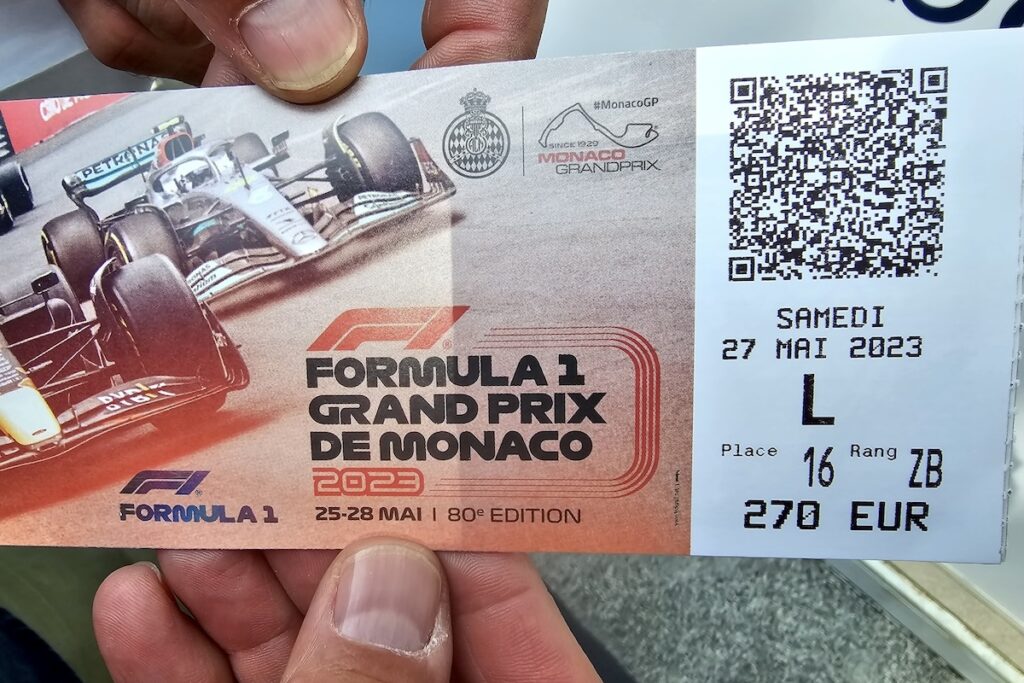 PETRONAS
#MonacoGP
SINCE 1929
MONACO
GRANDPRIX
FORMULA 1
GRAND PRIX
DE MONACO
2023
25-28 MAI | 80e EDITION
F1
FORMULA 1
SAMEDI
27 MAI 2023
L
Place 16 Rang ZB
270 EUR